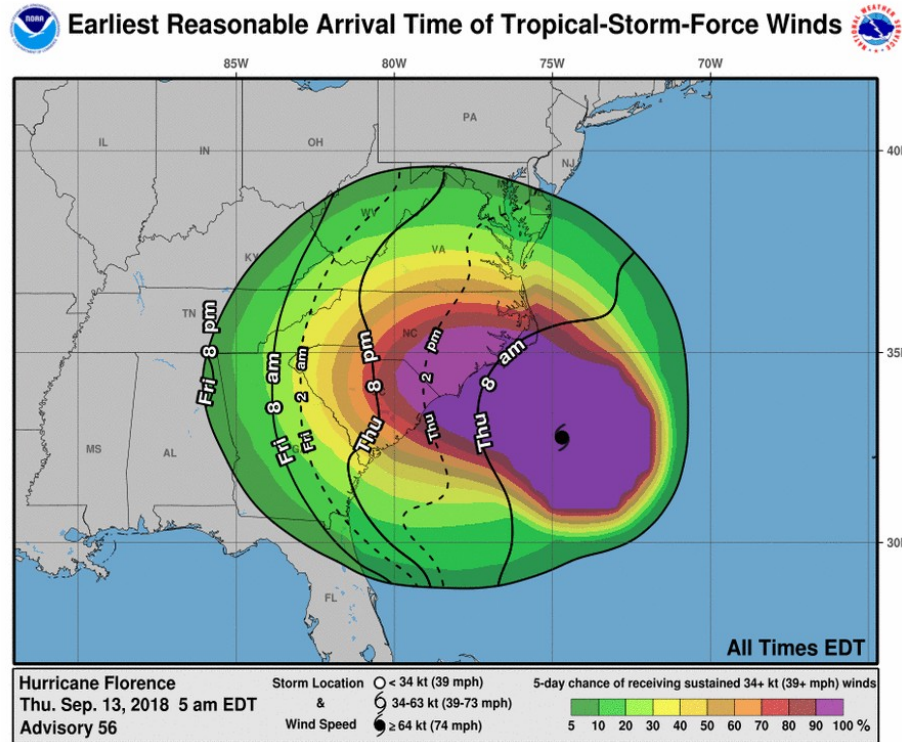 NOAA
Earliest Reasonable Arrival Time of Tropical-Storm-Force Winds
NATIONAL WEATHER SERVICE
85W 80W 75W 70W
40N
35N
30N
PA
IL IN OH NJ
WV
KY VA
TN NC
MS AL
FL
Fri 8 pm
Fri 8 am
Fri 2 am
Thu 8 pm
Thu 2 pm
Thu 8 am
All Times EDT
Hurricane Florence
Thu. Sep. 13, 2018 5 am EDT
Advisory 56
Storm Location
&
Wind Speed
< 34 kt (39 mph)
34-63 kt (39-73 mph)
≥ 64 kt (74 mph)
5-day chance of receiving sustained 34+ kt (39+ mph) winds
5 10 20 30 40 50 60 70 80 90 100 %